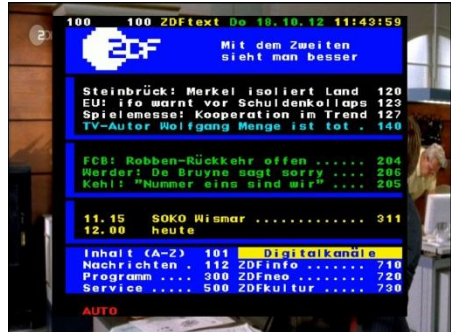 100 100 ZDFtext Do 18.10.12 11:43:59
ZDF
Mit dem Zweiten
sieht man besser
Steinbrück: Merkel isoliert Land 120
EU: ifo warnt vor Schuldenkollaps 123
Spielemesse: Kooperation im Trend 127
TV-Autor Wolfgang Menge ist tot . 140
FCB: Robben-Rückkehr offen ...... 204
Werder: De Bruyne sagt sorry .... 206
Kehl: "Nummer eins sind wir" .... 205
11.15 SOKO Wismar ............. 311
12.00 heute
Inhalt (A-Z) 101 Digitalkanäle
Nachrichten . 112 ZDFinfo ....... 710
Programm .... 300 ZDFneo ........ 720
Service ..... 500 ZDFkultur ..... 730
AUTO